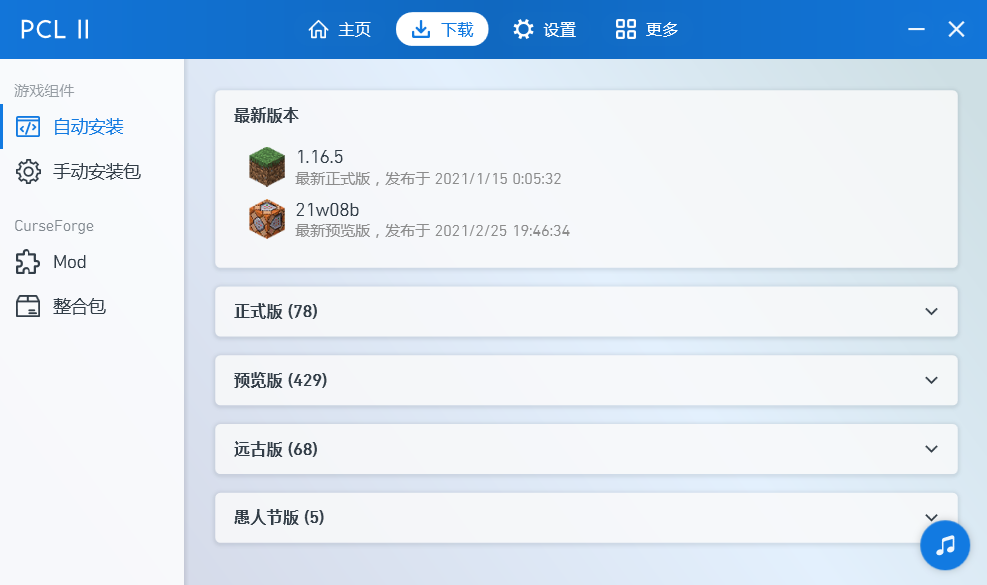 PCL II
主页
下载
设置
更多
游戏组件
自动安装
手动安装包
CurseForge
Mod
整合包
最新版本
1.16.5
最新正式版，发布于 2021/1/15 0:05:32
21w08b
最新预览版，发布于 2021/2/25 19:46:34
正式版 (78)
预览版 (429)
远古版 (68)
愚人节版 (5)